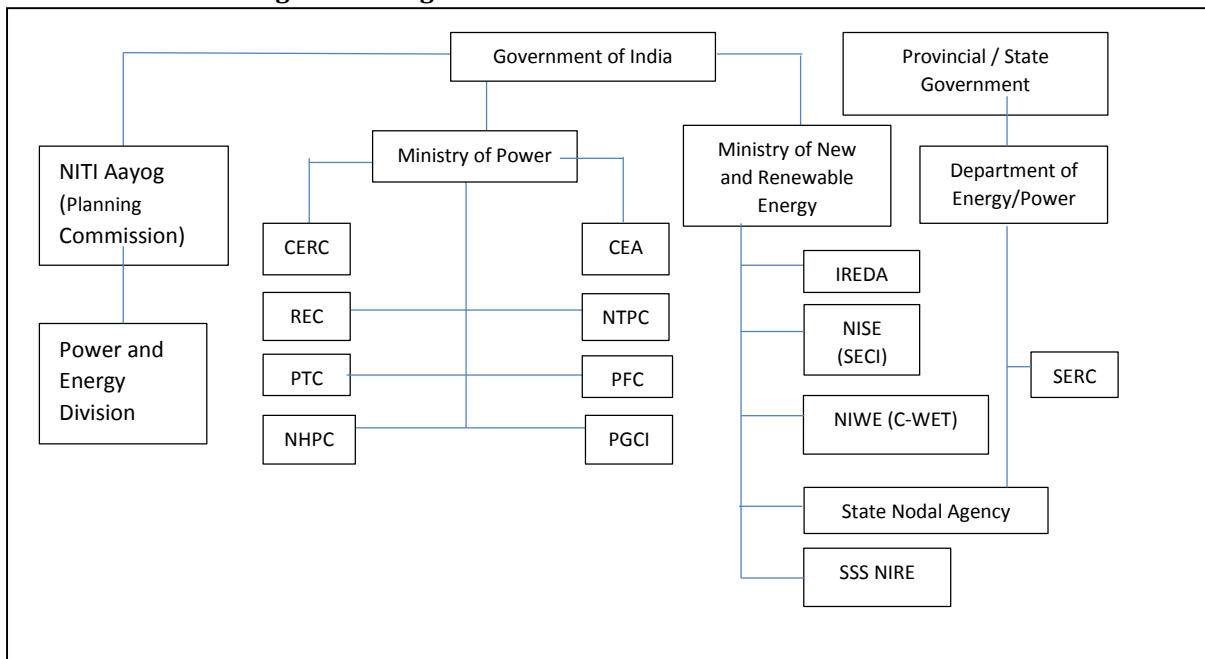 Government of India
Provincial / State
Government
Ministry of Power
Ministry of New
and Renewable
Energy
NITI Aayog
(Planning
Commission)
Department of
Energy/Power
CERC
CEA
IREDA
REC
NTPC
NISE
(SECI)
Power and
Energy
Division
PTC
PFC
SERC
NHPC
PGCI
NIWE (C-WET)
State Nodal Agency
SSS NIRE